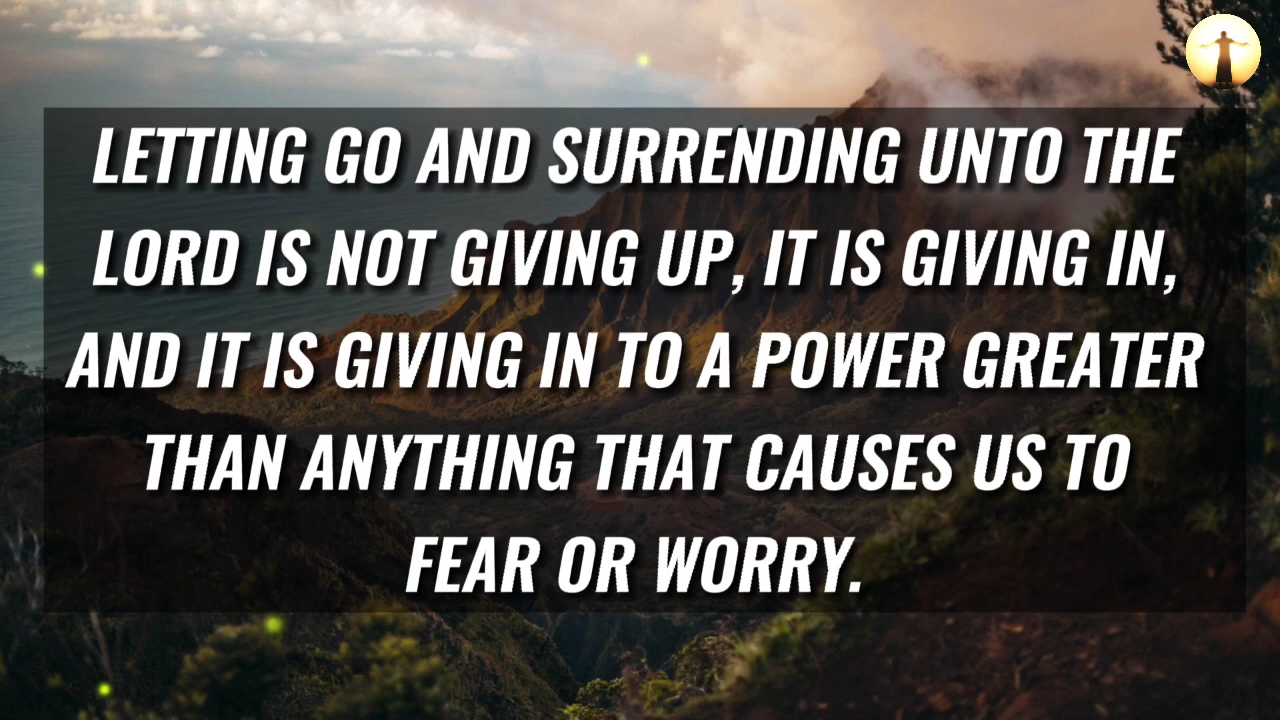 LETTING GO AND SURRENDING UNTO THE
LORD IS NOT GIVING UP, IT IS GIVING IN,
AND IT IS GIVING IN TO A POWER GREATER
THAN ANYTHING THAT CAUSES US TO
FEAR OR WORRY.